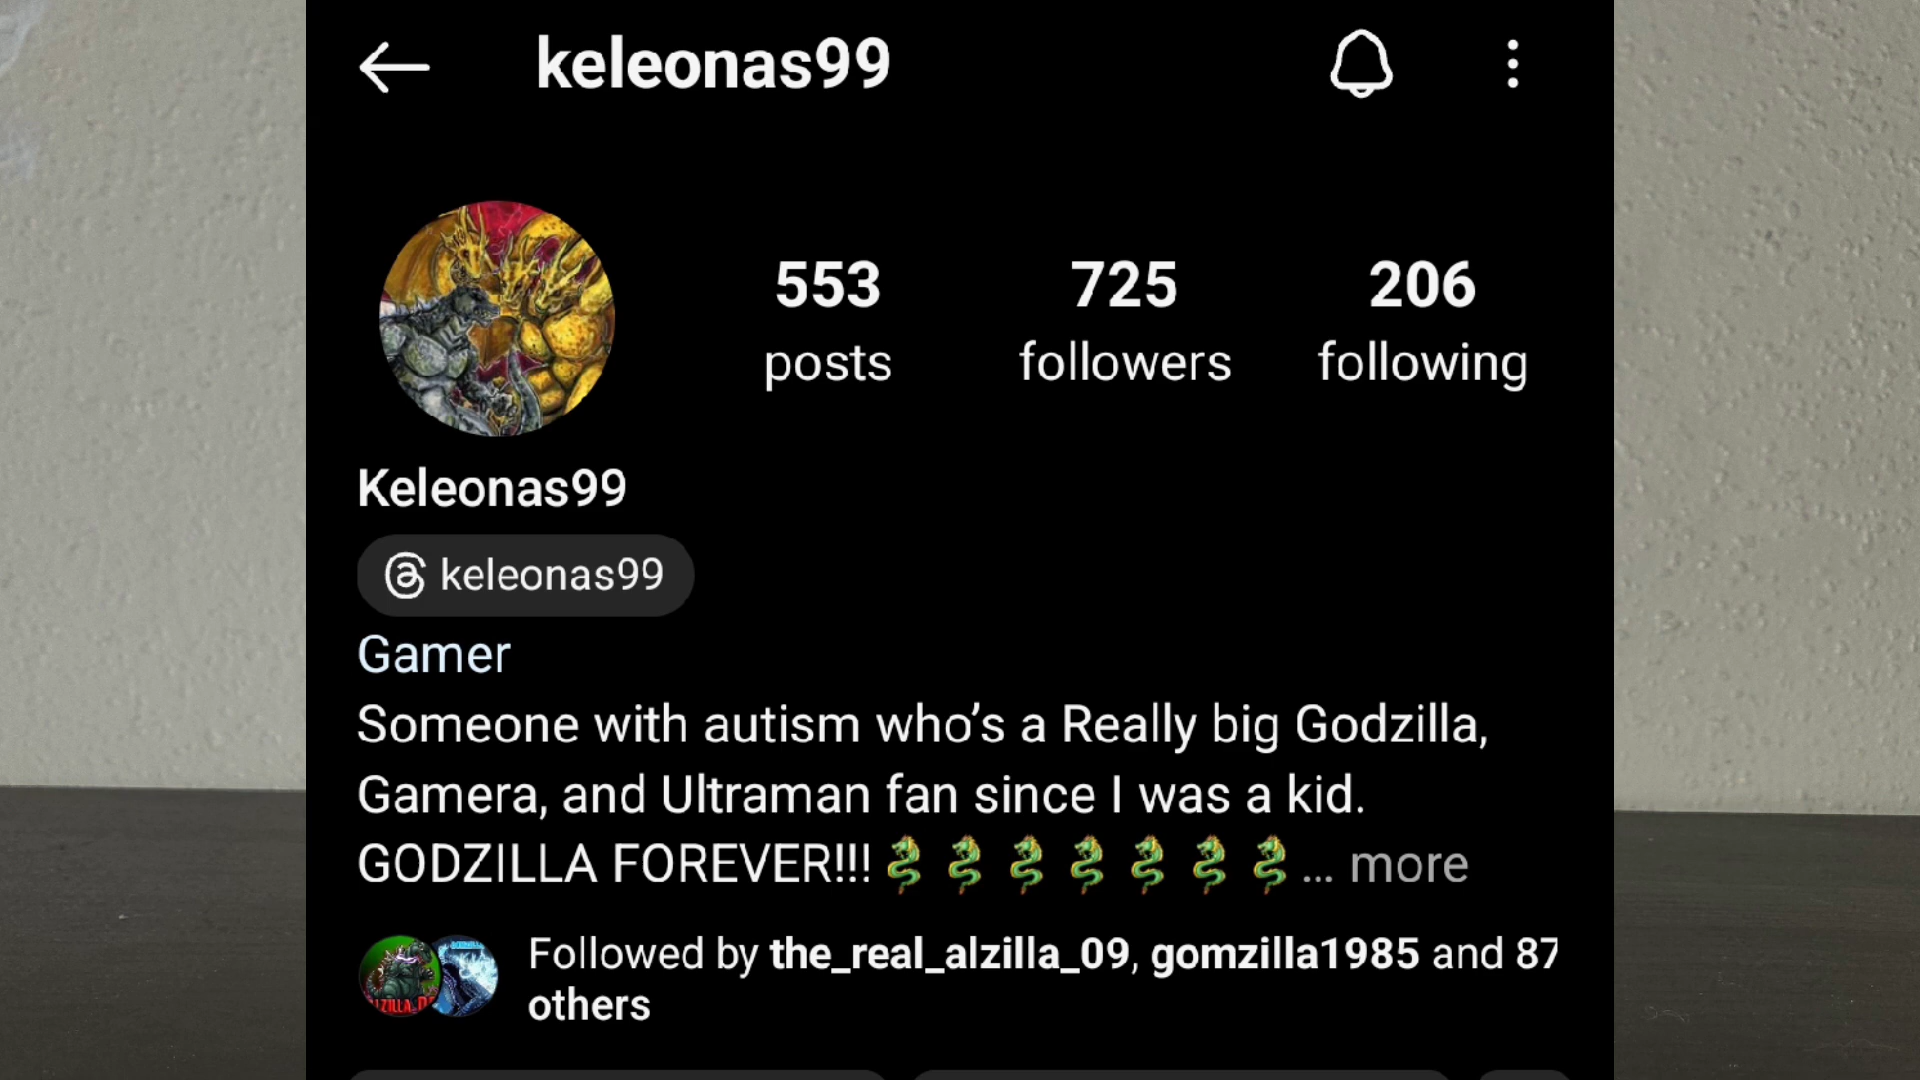 keleonas99
553 725 206
posts followers following
Keleonas99
keleonas99
Gamer
Someone with autism who’s a Really big Godzilla,
Gamera, and Ultraman fan since I was a kid.
GODZILLA FOREVER!!! 🐉🐉🐉🐉🐉🐉🐉... more
Followed by the_real_alzilla_09, gomzilla1985 and 87
others